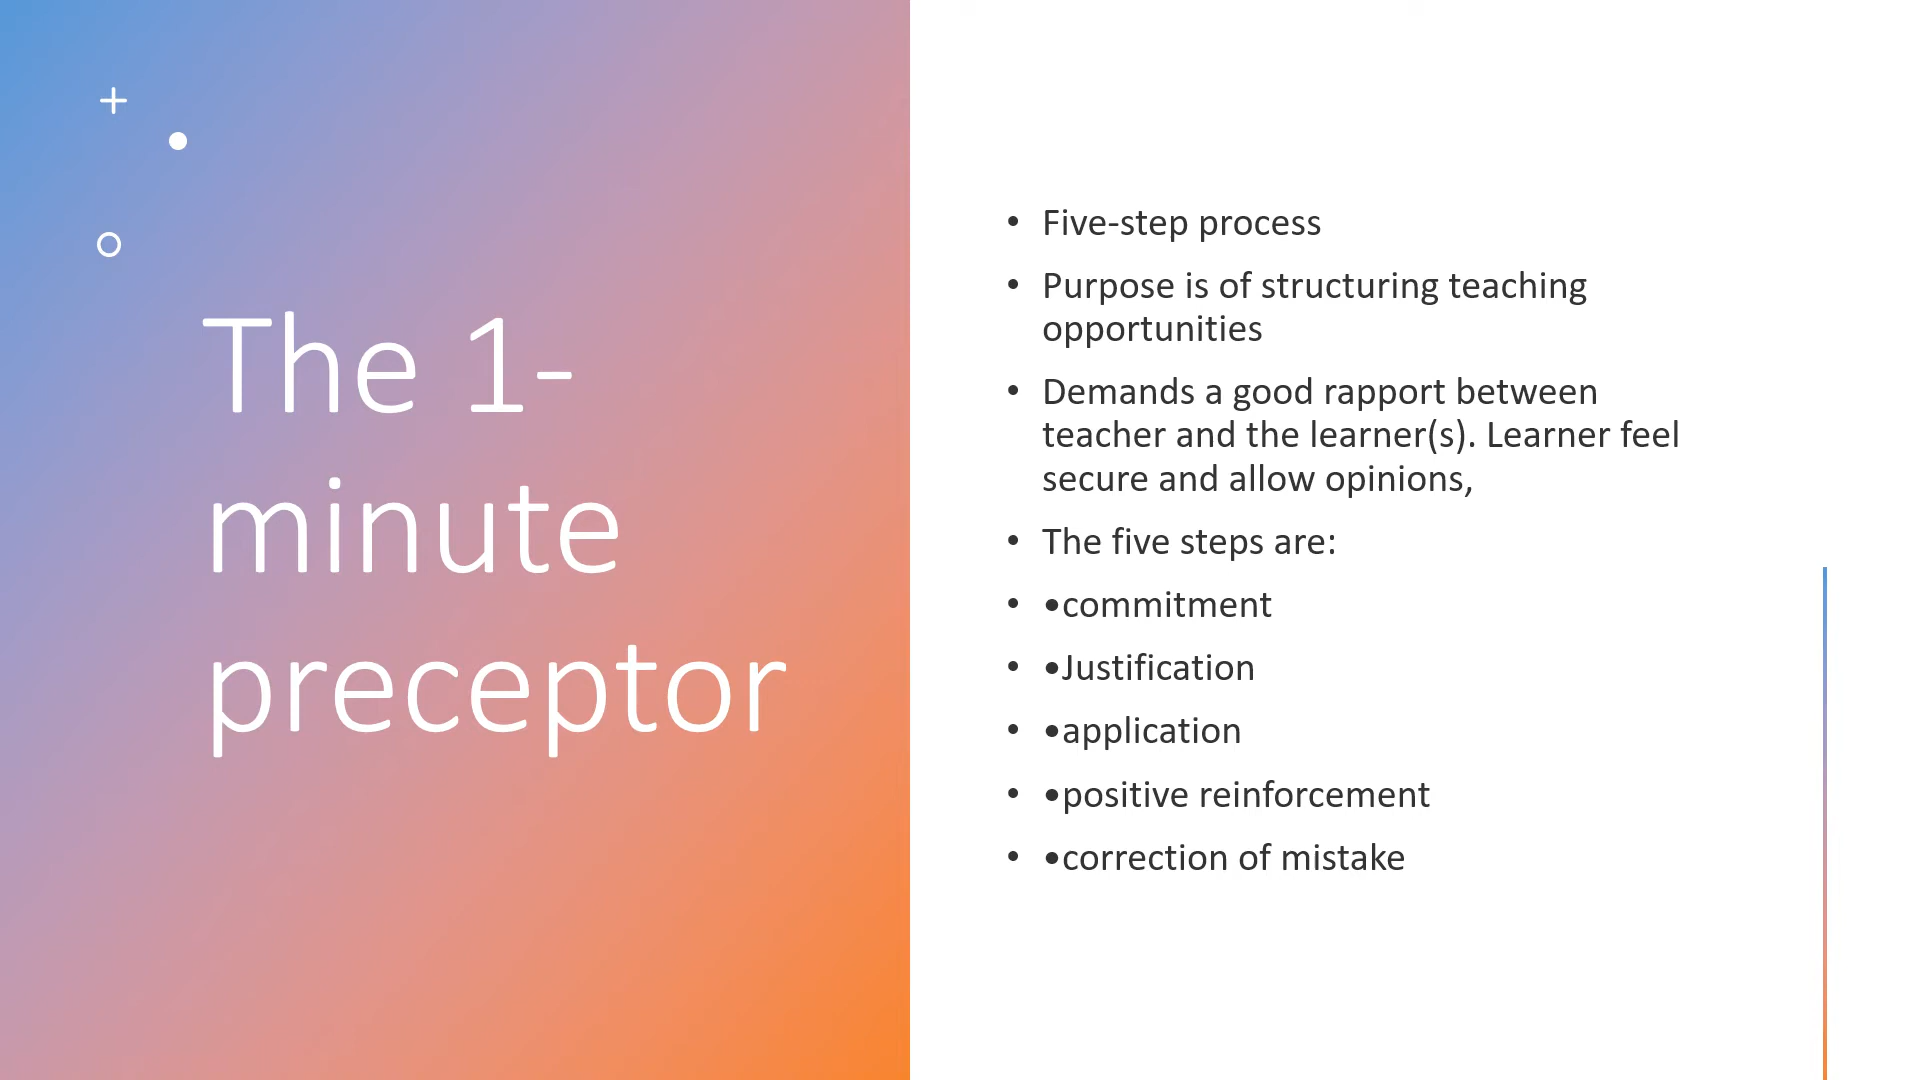 The 1-
minute
preceptor
• Five-step process
• Purpose is of structuring teaching
opportunities
• Demands a good rapport between
teacher and the learner(s). Learner feel
secure and allow opinions,
• The five steps are:
• •commitment
• •Justification
• •application
• •positive reinforcement
• •correction of mistake